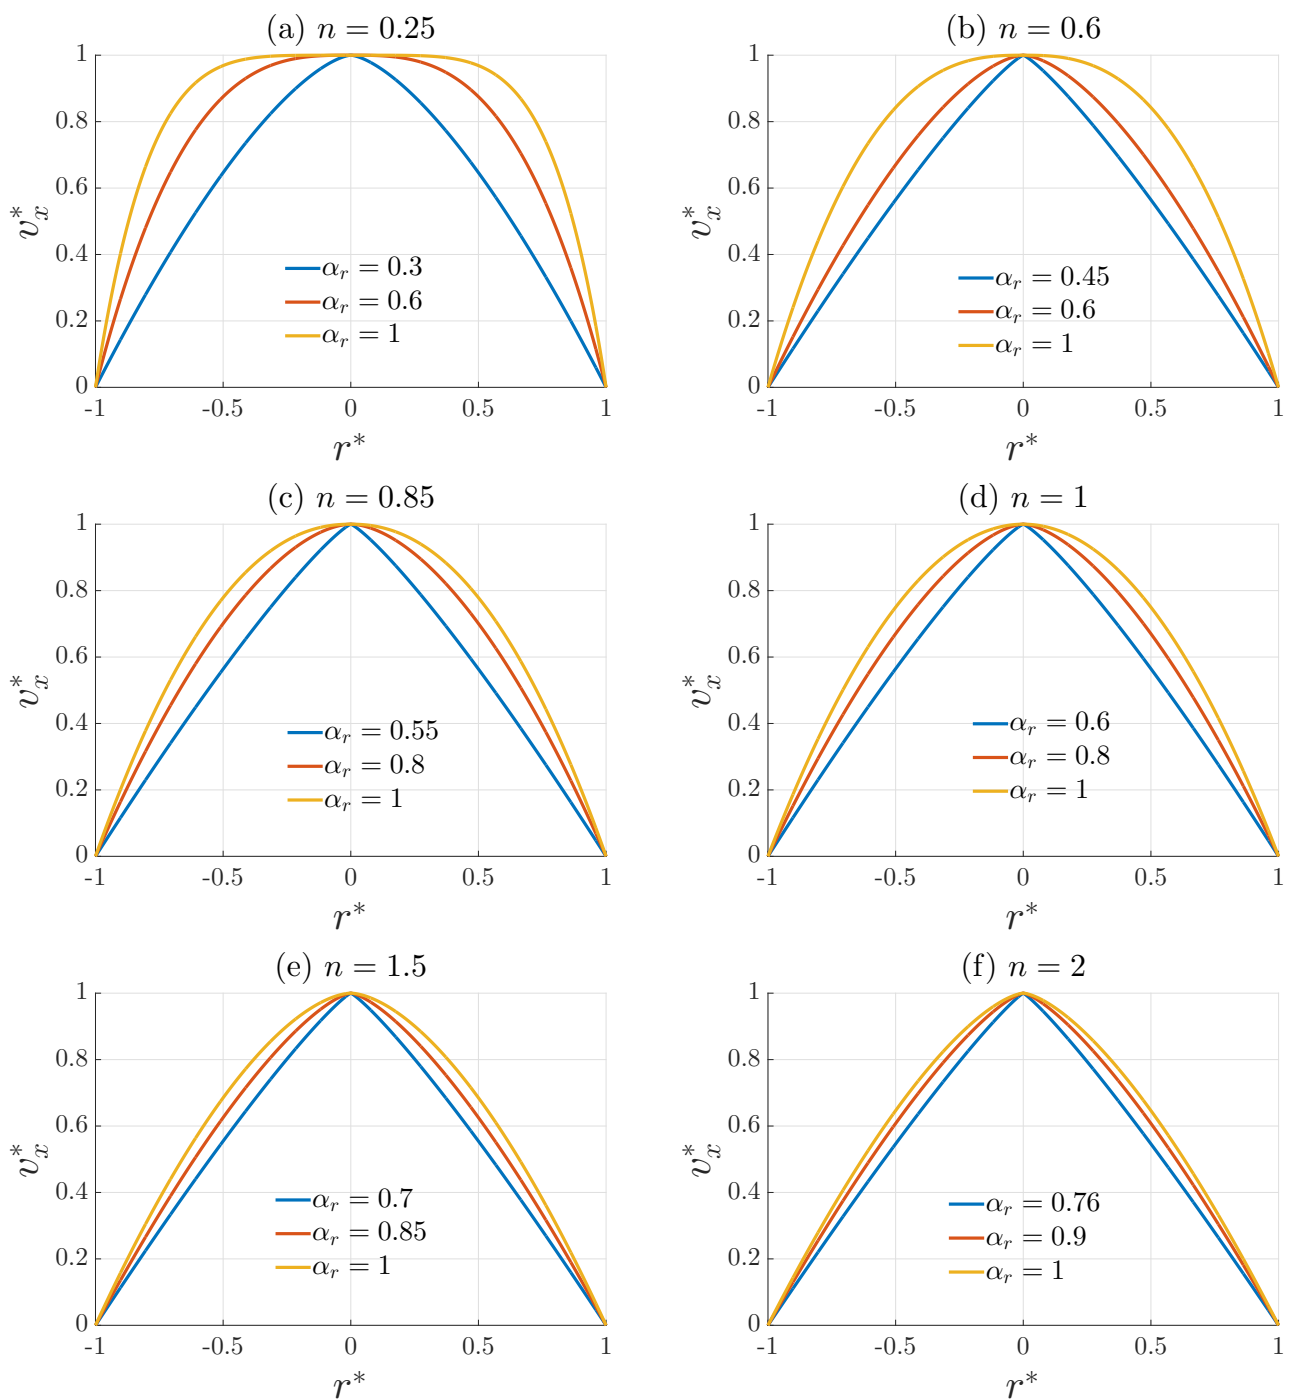 (a) n = 0.25
1
0.8
0.6
0.4
0.2
0
v*x
αr = 0.3
αr = 0.6
αr = 1
-1 -0.5 0 0.5 1
r*
(b) n = 0.6
1
0.8
0.6
0.4
0.2
0
v*x
αr = 0.45
αr = 0.6
αr = 1
-1 -0.5 0 0.5 1
r*
(c) n = 0.85
1
0.8
0.6
0.4
0.2
0
v*x
αr = 0.55
αr = 0.8
αr = 1
-1 -0.5 0 0.5 1
r*
(d) n = 1
1
0.8
0.6
0.4
0.2
0
v*x
αr = 0.6
αr = 0.8
αr = 1
-1 -0.5 0 0.5 1
r*
(e) n = 1.5
1
0.8
0.6
0.4
0.2
0
v*x
αr = 0.7
αr = 0.85
αr = 1
-1 -0.5 0 0.5 1
r*
(f) n = 2
1
0.8
0.6
0.4
0.2
0
v*x
αr = 0.76
αr = 0.9
αr = 1
-1 -0.5 0 0.5 1
r*